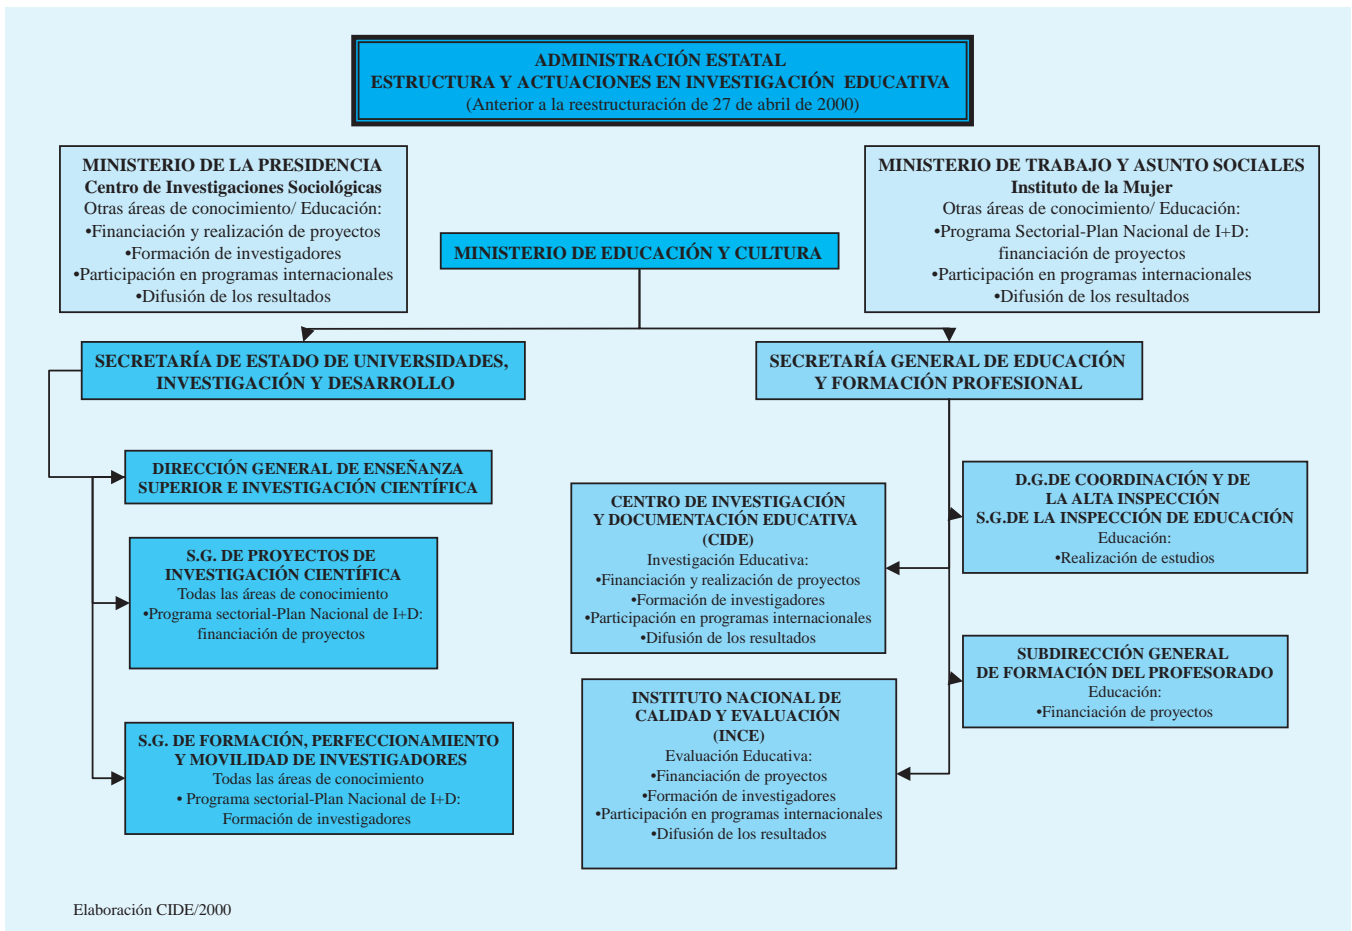 ADMINISTRACIÓN ESTATAL
ESTRUCTURA Y ACTUACIONES EN INVESTIGACIÓN EDUCATIVA
(Anterior a la reestructuración de 27 de abril de 2000)
MINISTERIO DE LA PRESIDENCIA
Centro de Investigaciones Sociológicas
Otras áreas de conocimiento/ Educación:
•Financiación y realización de proyectos
•Formación de investigadores
•Participación en programas internacionales
•Difusión de los resultados
MINISTERIO DE TRABAJO Y ASUNTO SOCIALES
Instituto de la Mujer
Otras áreas de conocimiento/ Educación:
•Programa Sectorial-Plan Nacional de I+D:
financiación de proyectos
•Participación en programas internacionales
•Difusión de los resultados
MINISTERIO DE EDUCACIÓN Y CULTURA
SECRETARÍA DE ESTADO DE UNIVERSIDADES,
INVESTIGACIÓN Y DESARROLLO
SECRETARÍA GENERAL DE EDUCACIÓN
Y FORMACIÓN PROFESIONAL
DIRECCIÓN GENERAL DE ENSEÑANZA
SUPERIOR E INVESTIGACIÓN CIENTÍFICA
S.G. DE PROYECTOS DE
INVESTIGACIÓN CIENTÍFICA
Todas las áreas de conocimiento
•Programa sectorial-Plan Nacional de I+D:
financiación de proyectos
S.G. DE FORMACIÓN, PERFECCIONAMIENTO
Y MOVILIDAD DE INVESTIGADORES
Todas las áreas de conocimiento
• Programa sectorial-Plan Nacional de I+D:
Formación de investigadores
CENTRO DE INVESTIGACIÓN
Y DOCUMENTACIÓN EDUCATIVA
(CIDE)
Investigación Educativa:
•Financiación y realización de proyectos
•Formación de investigadores
•Participación en programas internacionales
•Difusión de los resultados
INSTITUTO NACIONAL DE
CALIDAD Y EVALUACIÓN
(INCE)
Evaluación Educativa:
•Financiación de proyectos
•Formación de investigadores
•Participación en programas internacionales
•Difusión de los resultados
D.G.DE COORDINACIÓN Y DE
LA ALTA INSPECCIÓN
S.G.DE LA INSPECCIÓN DE EDUCACIÓN
Educación:
•Realización de estudios
SUBDIRECCIÓN GENERAL
DE FORMACIÓN DEL PROFESORADO
Educación:
•Financiación de proyectos
Elaboración CIDE/2000